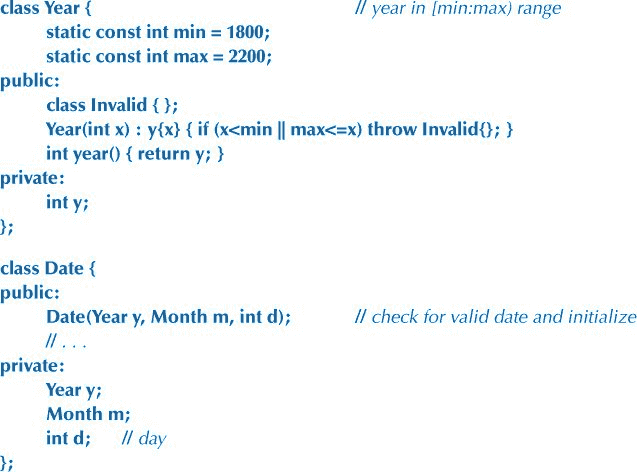 class Year { // year in [min:max) range
static const int min = 1800;
static const int max = 2200;
public:
class Invalid { };
Year(int x) : y{x} { if (x<min || max<=x) throw Invalid{}; }
int year() { return y; }
private:
int y;
};
class Date {
public:
Date(Year y, Month m, int d); // check for valid date and initialize
// . . .
private:
Year y;
Month m;
int d; // day
};